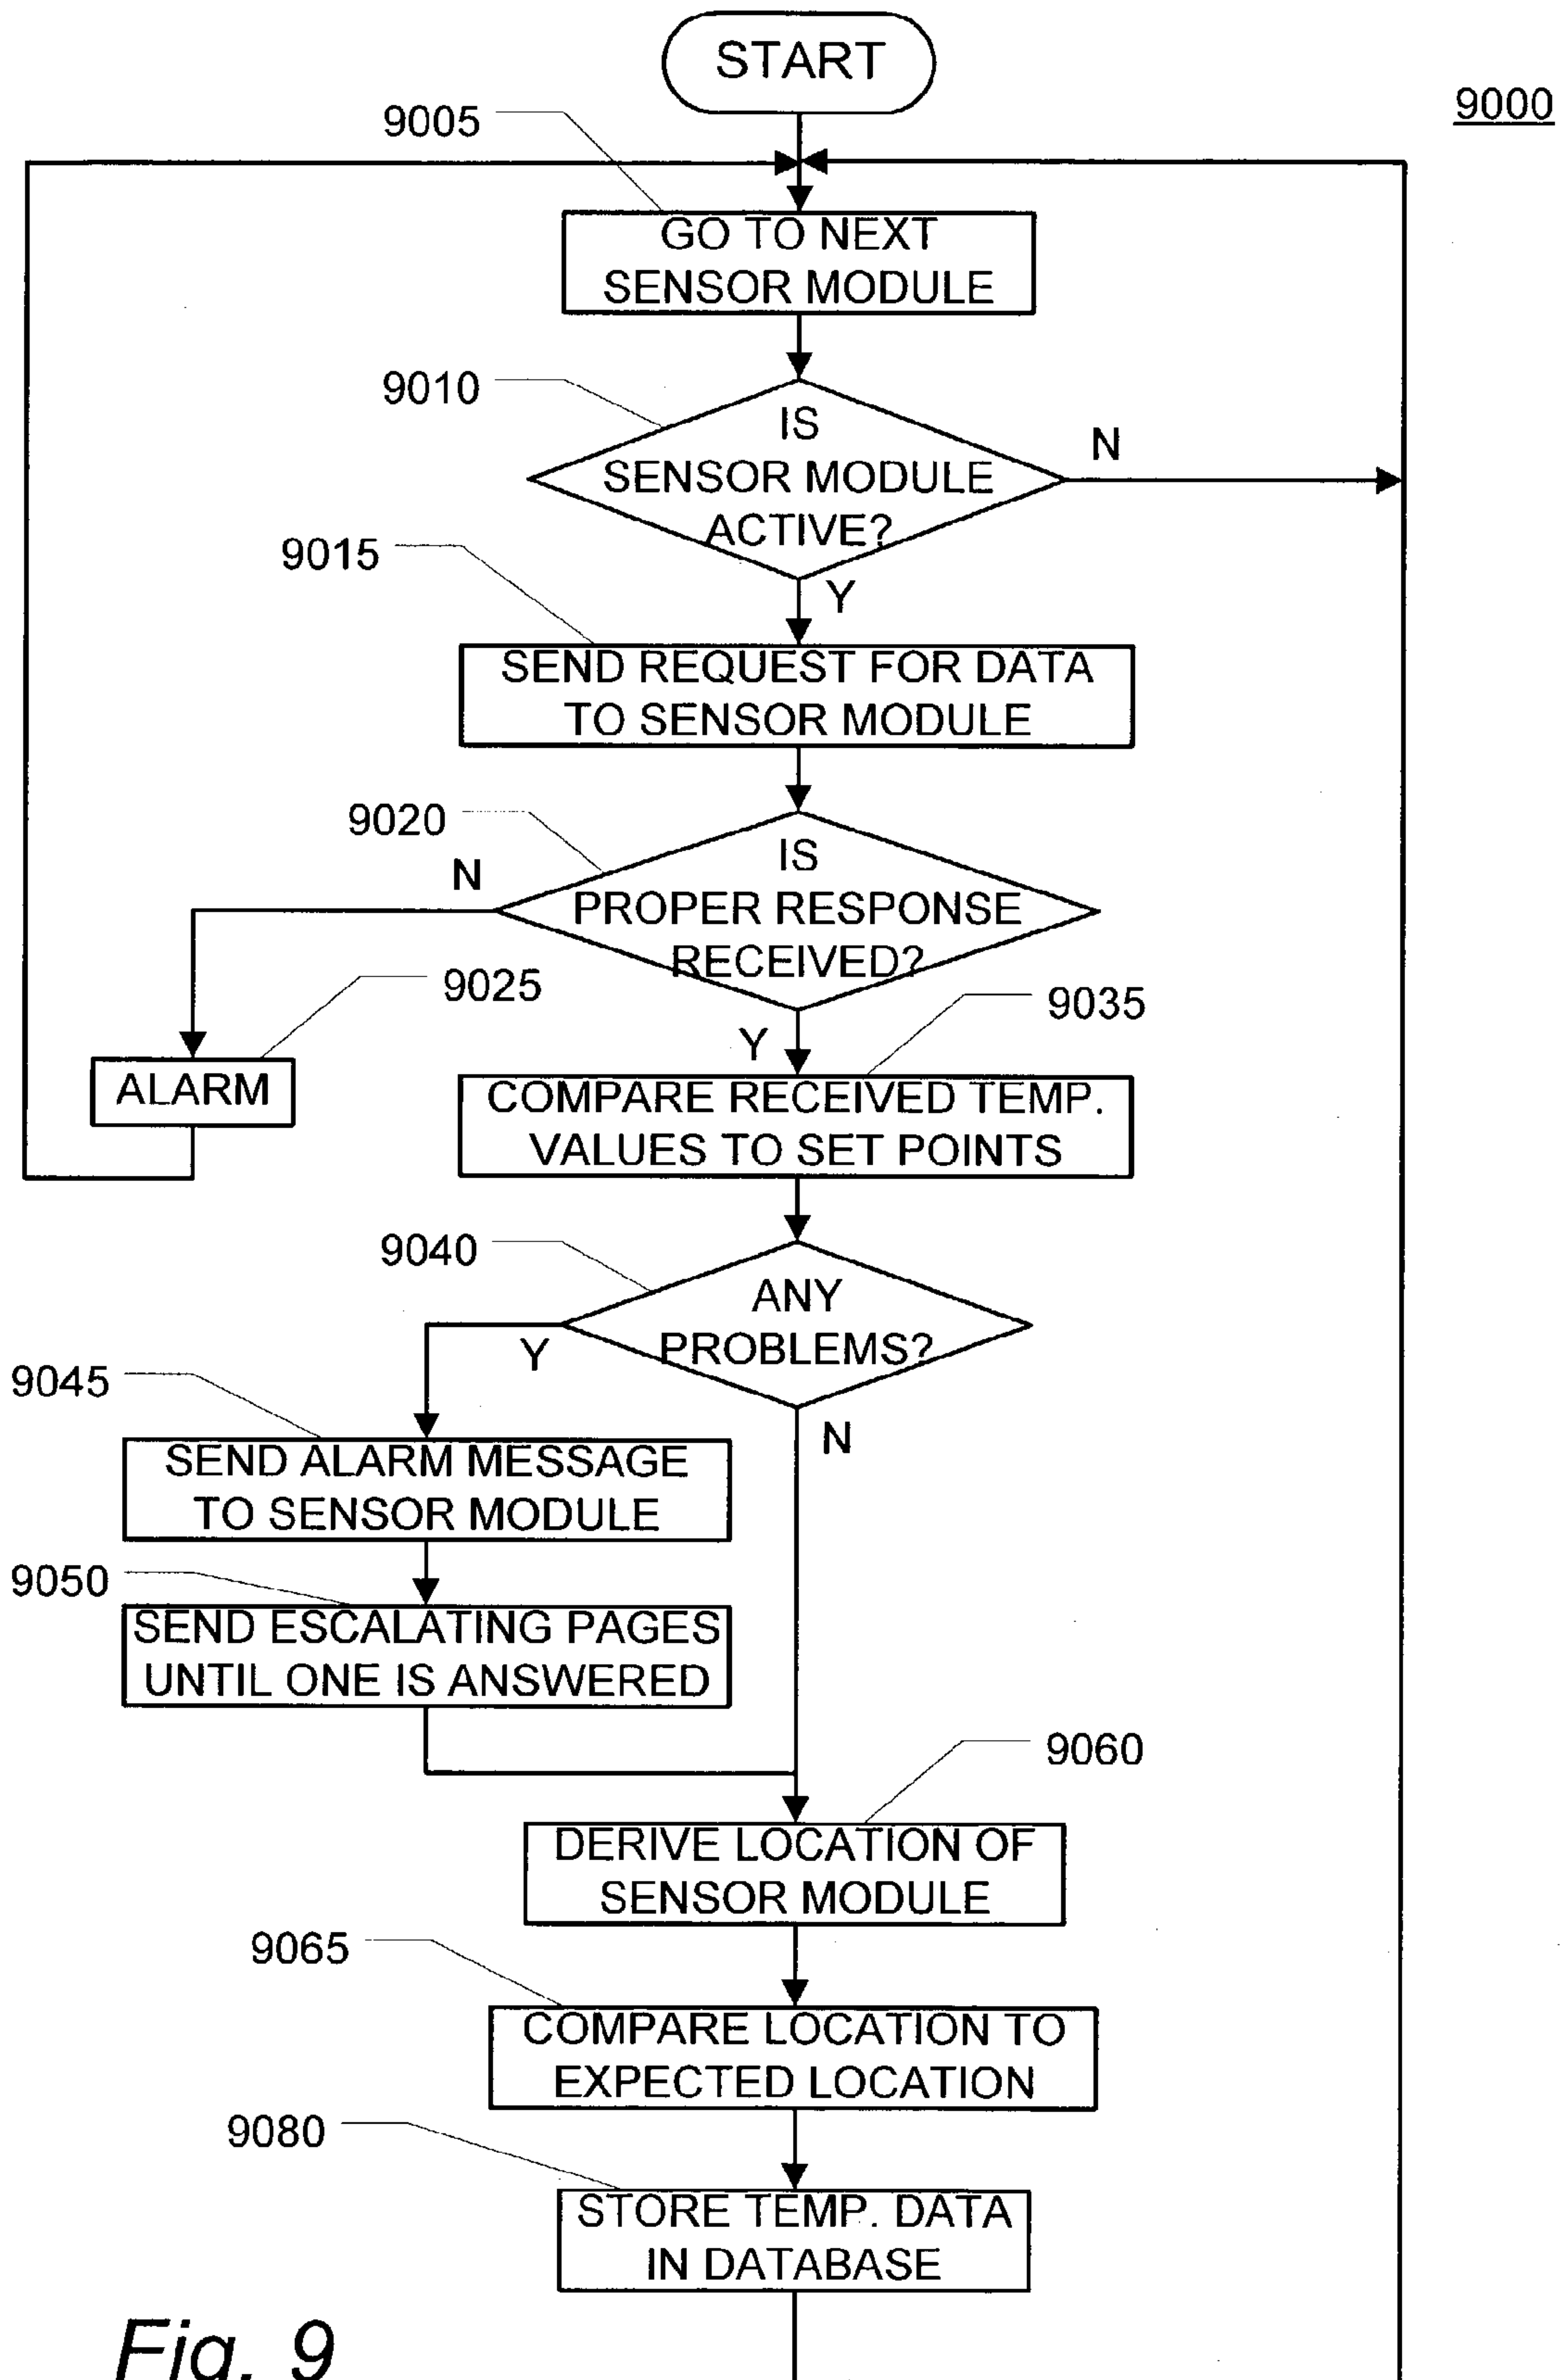 START
9000
9005
GO TO NEXT
SENSOR MODULE
9010
IS
SENSOR MODULE
ACTIVE?
N
9015
Y
SEND REQUEST FOR DATA
TO SENSOR MODULE
9020
IS
PROPER RESPONSE
RECEIVED?
N
9025
ALARM
9035
Y
COMPARE RECEIVED TEMP.
VALUES TO SET POINTS
9040
ANY
PROBLEMS?
Y
N
9045
SEND ALARM MESSAGE
TO SENSOR MODULE
9050
SEND ESCALATING PAGES
UNTIL ONE IS ANSWERED
9060
DERIVE LOCATION OF
SENSOR MODULE
9065
COMPARE LOCATION TO
EXPECTED LOCATION
9080
STORE TEMP. DATA
IN DATABASE
Fig. 9